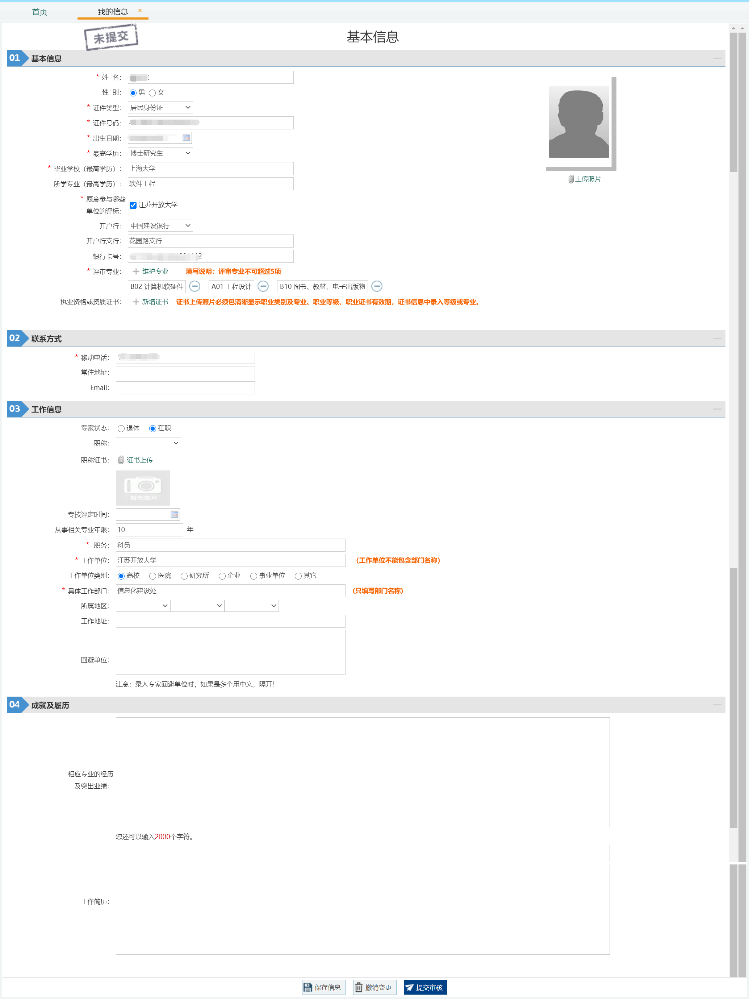 首页 我的信息 ×
未提交
基本信息
01 基本信息
* 姓 名：
性 别： 男 女
* 证件类型： 居民身份证
* 证件号码：
* 出生日期：
* 最高学历： 博士研究生
* 毕业学校（最高学历）： 上海大学
所学专业（最高学历）： 软件工程
上传照片
* 愿意参与哪些
单位的评标： 江苏开放大学
开户行： 中国建设银行
开户行支行： 花园路支行
银行卡号：
* 评审专业： 维护专业 填写说明：评审专业不可超过5项
B02 计算机软硬件 A01 工程设计 B10 图书、教材、电子出版物
执业资格或资质证书： 新增证书 证书上传照片必须包清晰显示职业类别及专业、职业等级、职业证书有效期，证书信息中录入等级或专业。
02 联系方式
* 移动电话：
常住地址：
Email：
03 工作信息
专家状态： 退休 在职
职称：
职称证书： 证书上传
暂无图片
专技评定时间：
从事相关专业年限： 10 年
* 职务： 科员
* 工作单位： 江苏开放大学 （工作单位不能包含部门名称）
工作单位类别： 高校 医院 研究所 企业 事业单位 其它
* 具体工作部门： 信息化建设处 (只填写部门名称)
所属地区：
工作地址：
回避单位：
注意：录入专家回避单位时，如果是多个用中文，隔开！
04 成就及履历
相应专业的经历
及突出业绩：
您还可以输入2000个字符。
工作简历：
保存信息 撤销变更 提交审核